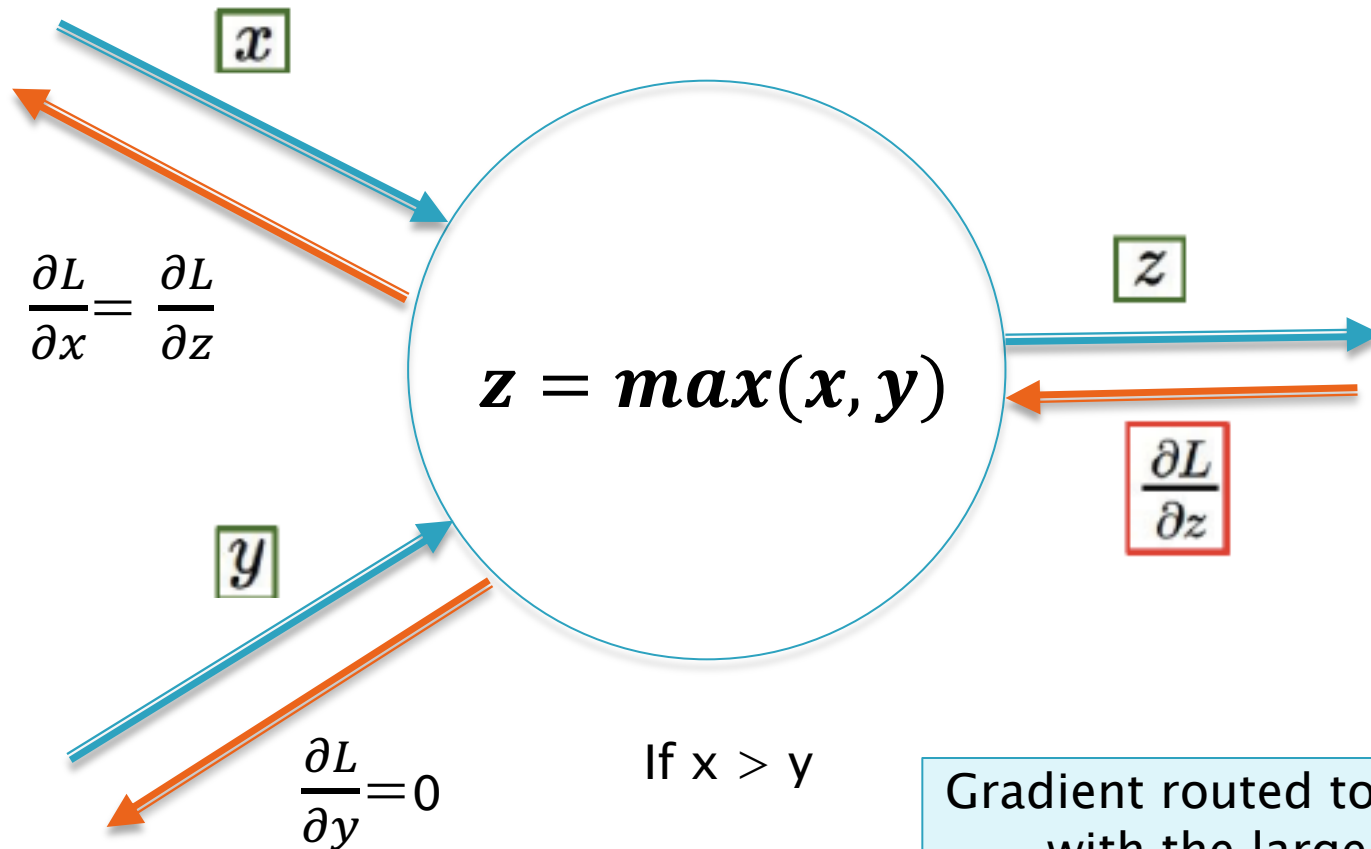 x
∂L/∂x = ∂L/∂z
z
z = max(x, y)
∂L/∂z
y
∂L/∂y =0
If x > y
Gradient routed to
with the large